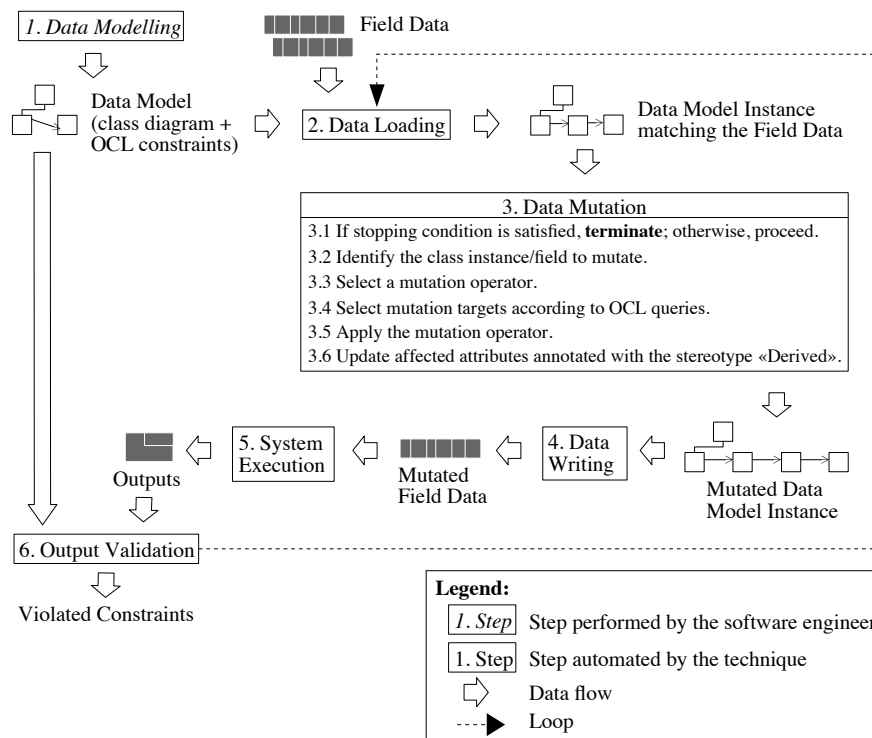 1. Data Modelling
Field Data
Data Model
(class diagram +
OCL constraints)
2. Data Loading
Data Model Instance
matching the Field Data
3. Data Mutation
3.1 If stopping condition is satisfied, terminate; otherwise, proceed.
3.2 Identify the class instance/field to mutate.
3.3 Select a mutation operator.
3.4 Select mutation targets according to OCL queries.
3.5 Apply the mutation operator.
3.6 Update affected attributes annotated with the stereotype «Derived».
Outputs
5. System
Execution
Mutated
Field Data
4. Data
Writing
Mutated Data
Model Instance
6. Output Validation
Violated Constraints
Legend:
1. Step Step performed by the software engineer
1. Step Step automated by the technique
Data flow
Loop